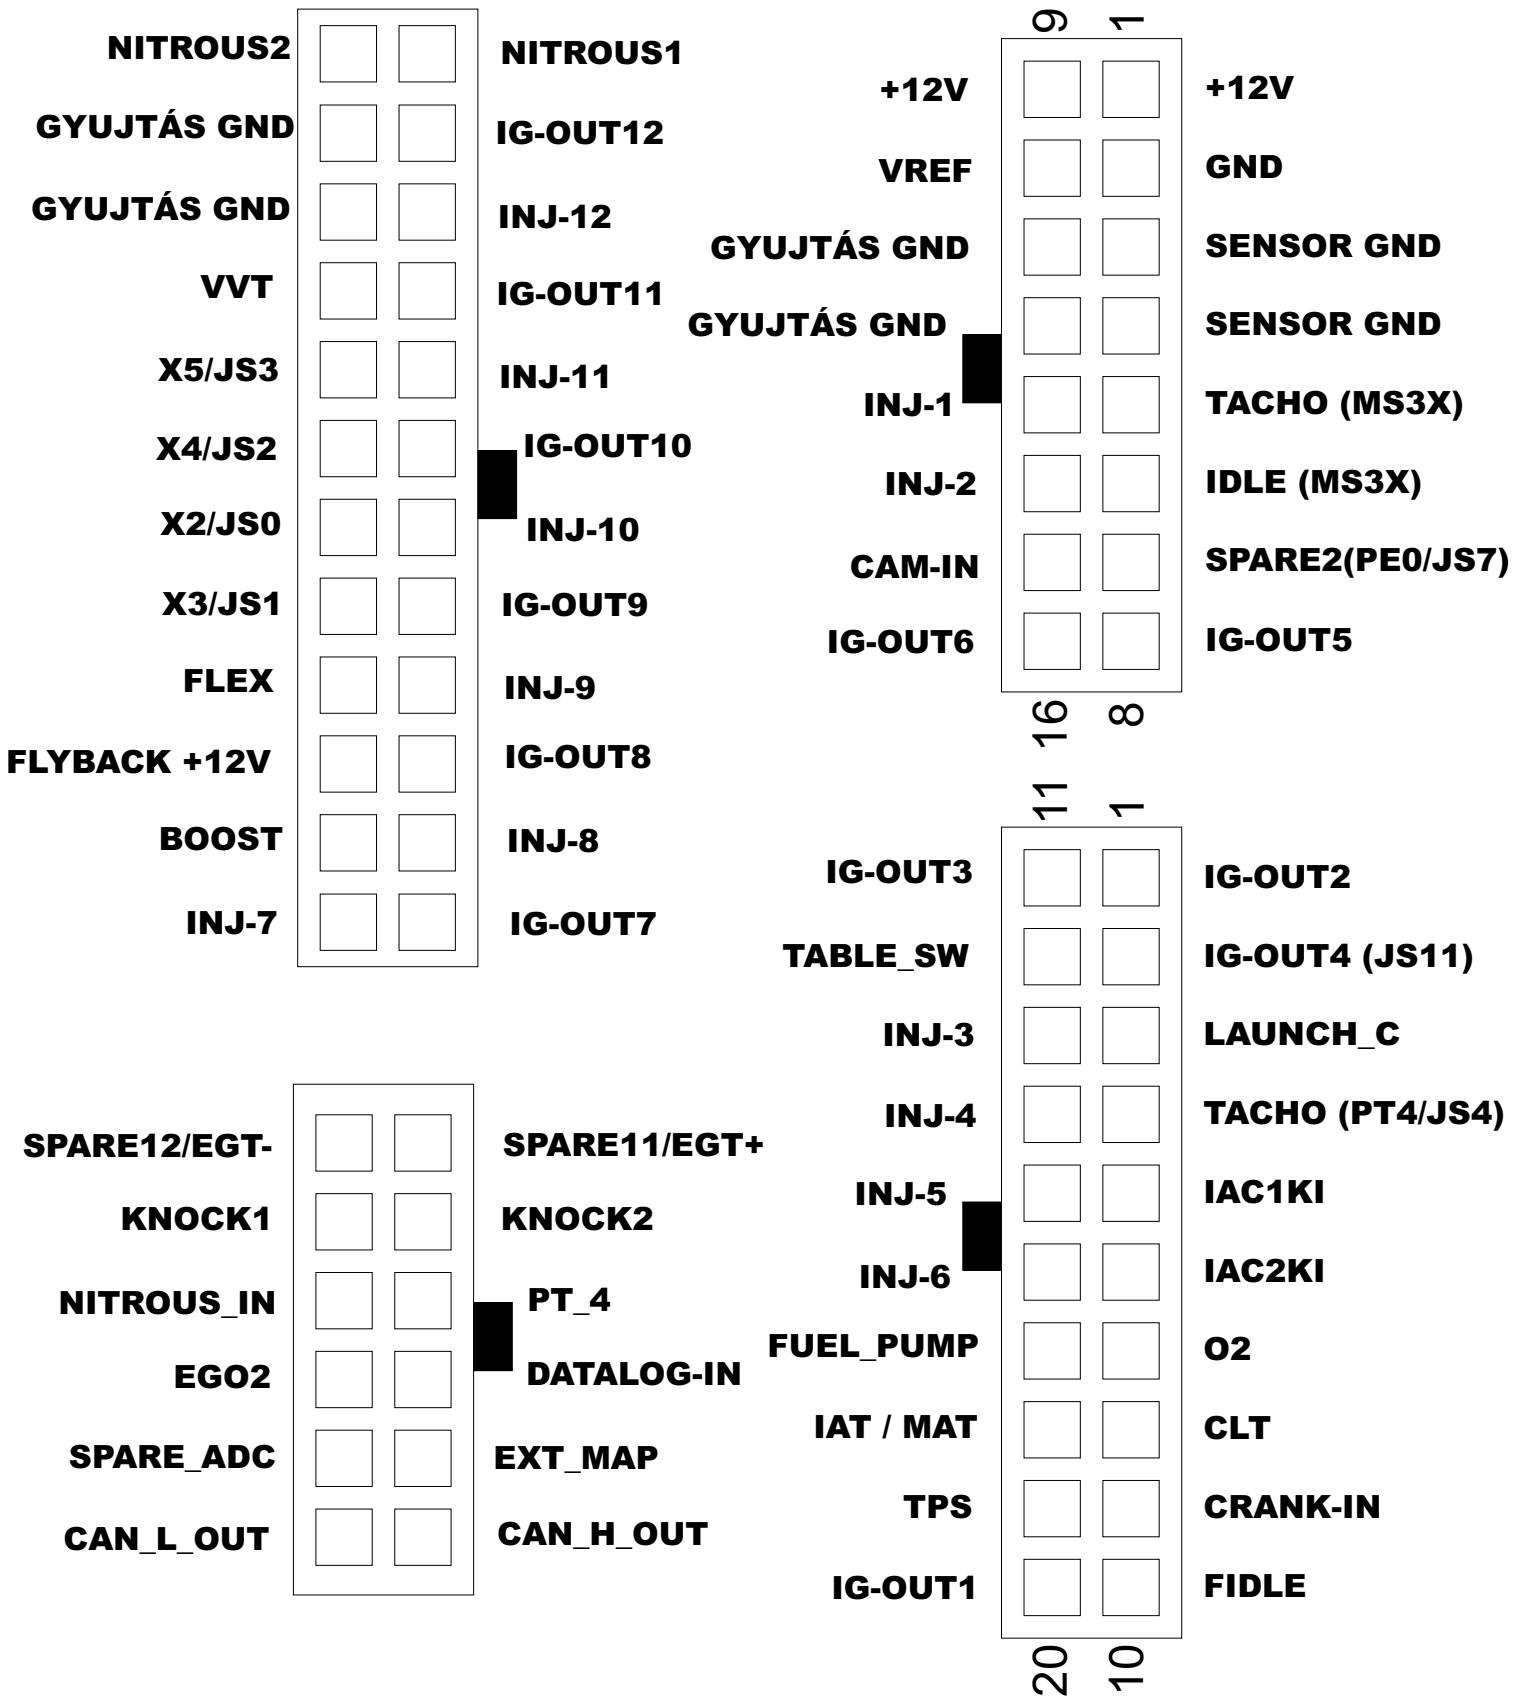 NITROUS2
NITROUS1
GYUJTÁS GND
IG-OUT12
GYUJTÁS GND
INJ-12
VVT
IG-OUT11
X5/JS3
INJ-11
X4/JS2
IG-OUT10
X2/JS0
INJ-10
X3/JS1
IG-OUT9
FLEX
INJ-9
FLYBACK +12V
IG-OUT8
BOOST
INJ-8
INJ-7
IG-OUT7
9
1
+12V
+12V
VREF
GND
GYUJTÁS GND
SENSOR GND
GYUJTÁS GND
SENSOR GND
INJ-1
TACHO (MS3X)
INJ-2
IDLE (MS3X)
CAM-IN
SPARE2(PE0/JS7)
IG-OUT6
IG-OUT5
16
8
SPARE12/EGT-
SPARE11/EGT+
KNOCK1
KNOCK2
NITROUS_IN
PT_4
EGO2
DATALOG-IN
SPARE_ADC
EXT_MAP
CAN_L_OUT
CAN_H_OUT
11
1
IG-OUT3
IG-OUT2
TABLE_SW
IG-OUT4 (JS11)
INJ-3
LAUNCH_C
INJ-4
TACHO (PT4/JS4)
INJ-5
IAC1KI
INJ-6
IAC2KI
FUEL_PUMP
O2
IAT / MAT
CLT
TPS
CRANK-IN
IG-OUT1
FIDLE
20
10